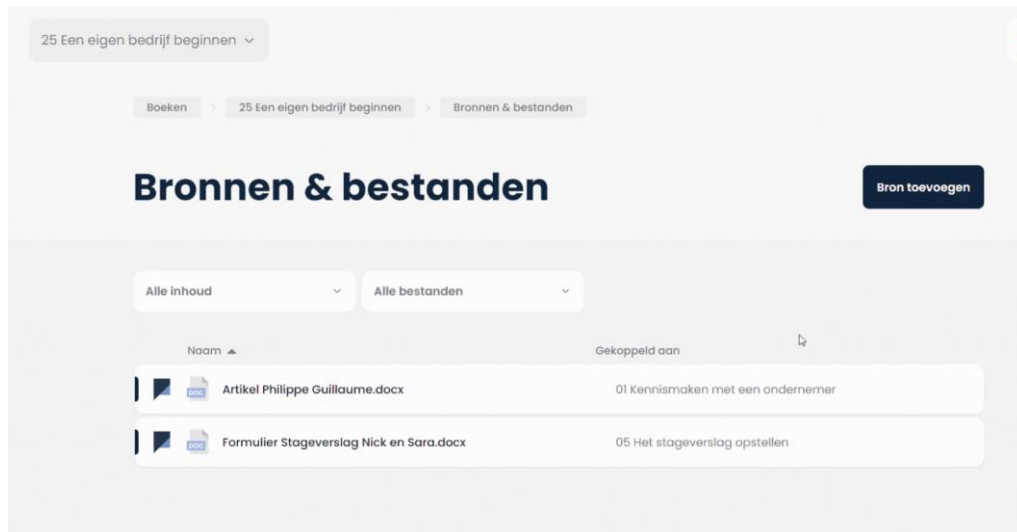 25 Een eigen bedrijf beginnen
Boeken
25 Een eigen bedrijf beginnen
Bronnen & bestanden
Bronnen & bestanden
Bron toevoegen
Alle inhoud
Alle bestanden
Naam
Gekoppeld aan
DOC
Artikel Philippe Guillaume.docx
01 Kennismaken met een ondernemer
DOC
Formulier Stageverslag Nick en Sara.docx
05 Het stageverslag opstellen